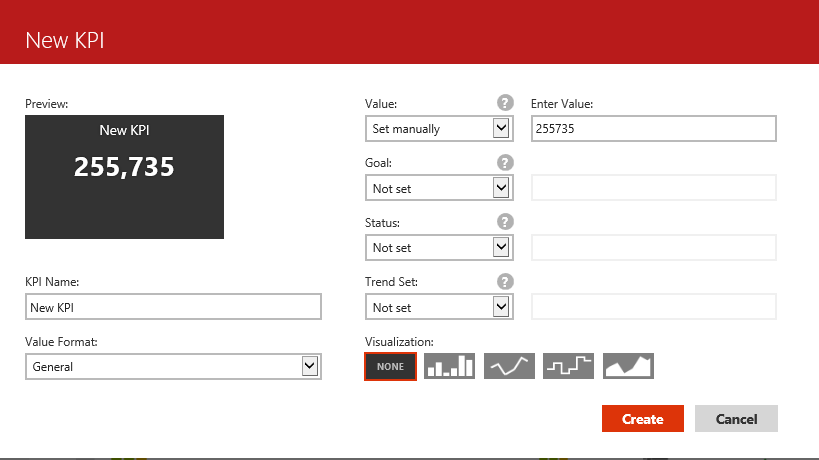 New KPI
Preview:
New KPI
255,735
KPI Name:
New KPI
Value Format:
General
Value: ?
Set manually
Enter Value:
255735
Goal: ?
Not set
Status: ?
Not set
Trend Set: ?
Not set
Visualization:
NONE
Create Cancel